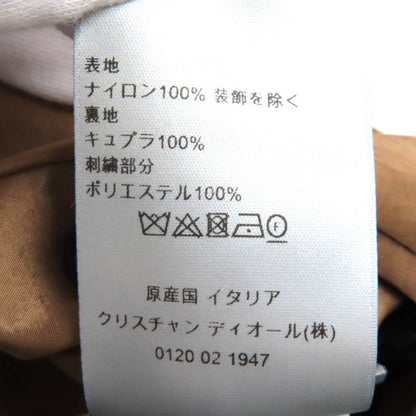 表地
ナイロン100% 装飾を除く
裏地
キュプラ100%
刺繍部分
ポリエステル100%
F
原産国 イタリア
クリスチャン ディオール(株)
0120 02 1947